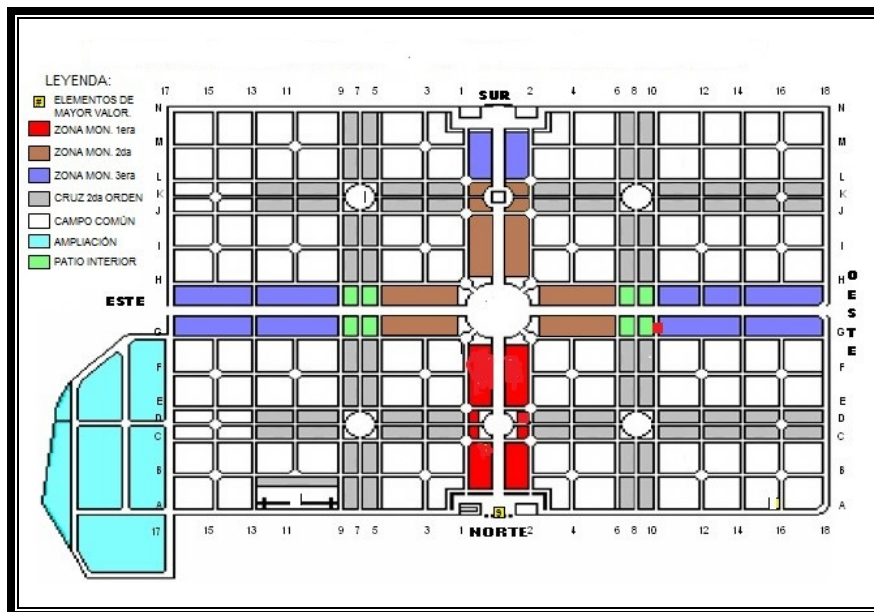 LEYENDA:
ELEMENTOS DE
MAYOR VALOR.
ZONA MON. 1era
ZONA MON. 2da
ZONA MON. 3era
CRUZ 2da ORDEN
CAMPO COMÚN
AMPLIACIÓN
PATIO INTERIOR
17 15 13 11 9 7 5 3 1 SUR 2 4 6 8 10 12 14 16 18
N N
M M
L L
K K
J J
I I
H H
ESTE
OESTE
G G
F F
E E
D D
C C
B B
A A
17 15 13 11 9 7 5 3 1 NORTE 2 4 6 8 10 12 14 16 18